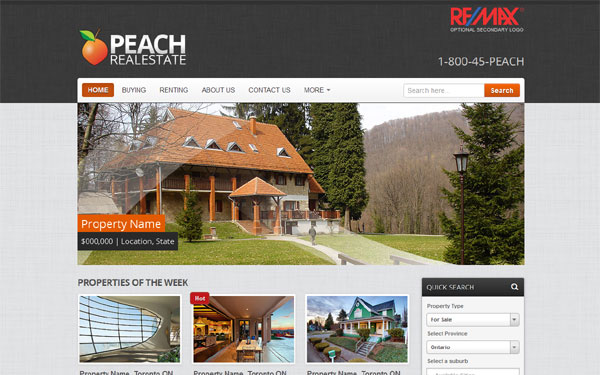 RE/MAX
OPTIONAL SECONDARY LOGO
PEACH
REALESTATE
1-800-45-PEACH
HOME BUYING RENTING ABOUT US CONTACT US MORE
Search here... Search
Property Name
$000,000 | Location, State
PROPERTIES OF THE WEEK
QUICK SEARCH
Hot
Property Type
For Sale
Select Province
Ontario
Select a suburb
Property Name, Toronto ON
Property Name, Toronto ON
Property Name, Toronto ON